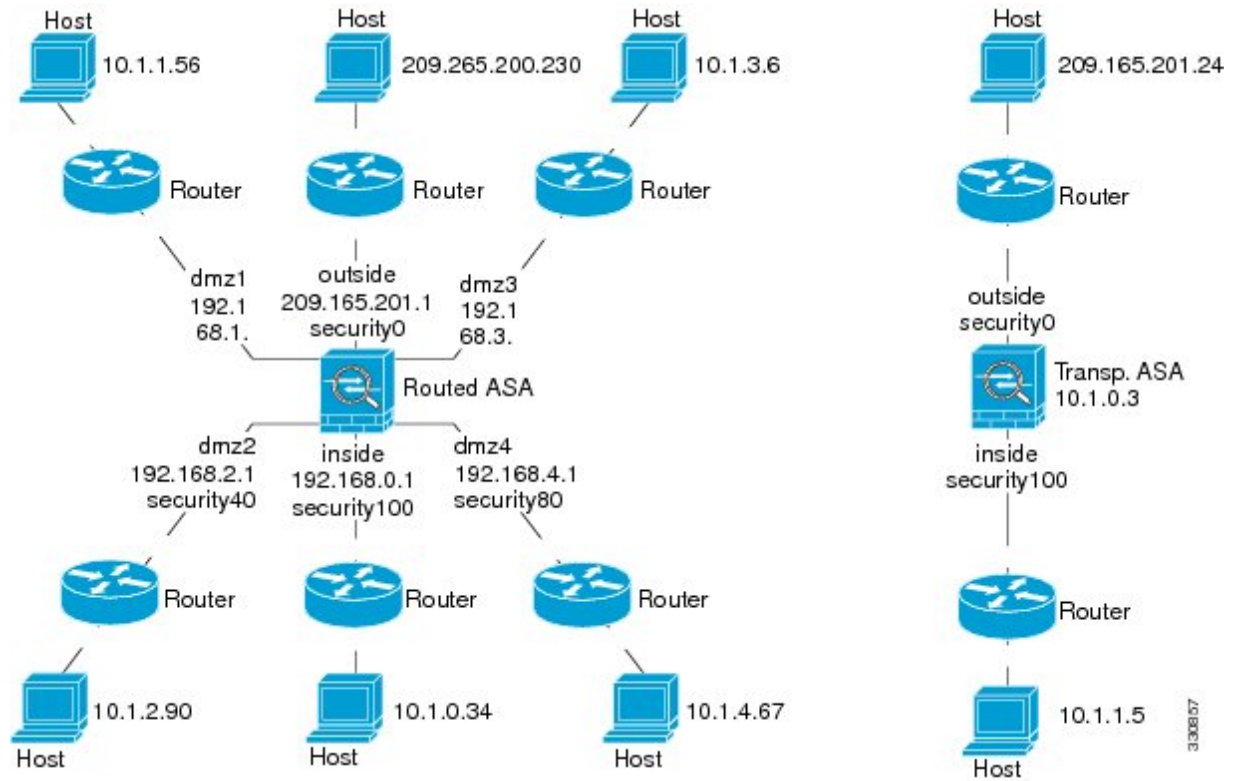 Host
Host
Host
Host
10.1.1.56
209.265.200.230
10.1.3.6
209.165.201.24
Router
Router
Router
Router
dmz1
192.1
68.1.
outside
209.165.201.1
security0
dmz3
192.1
68.3.
outside
security0
Routed ASA
Transp. ASA
10.1.0.3
dmz2
192.168.2.1
security40
inside
192.168.0.1
security100
dmz4
192.168.4.1
security80
inside
security100
Router
Router
Router
Router
10.1.2.90
10.1.0.34
10.1.4.67
10.1.1.5
Host
Host
Host
Host
330857